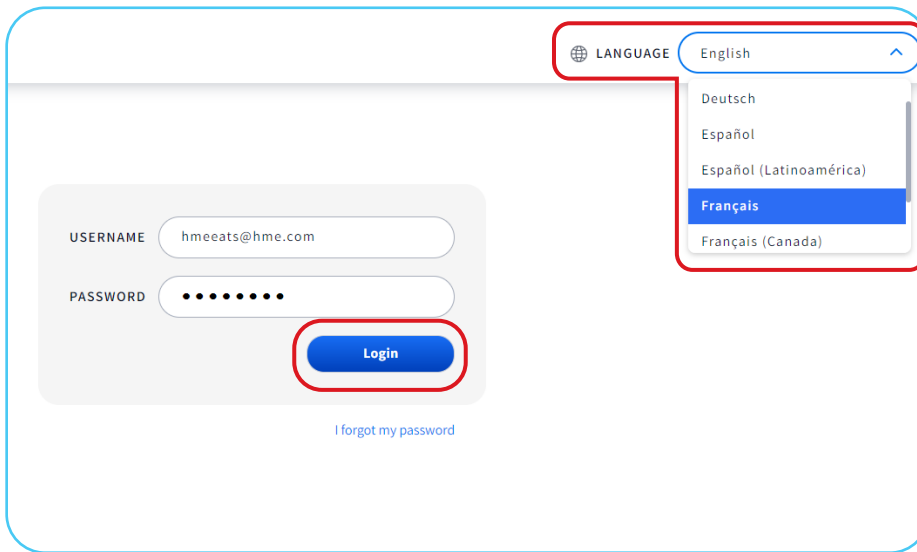 LANGUAGE English
Deutsch
Español
Español (Latinoamérica)
Français
Français (Canada)
USERNAME hmeeats@hme.com
PASSWORD ••••••••
Login
I forgot my password